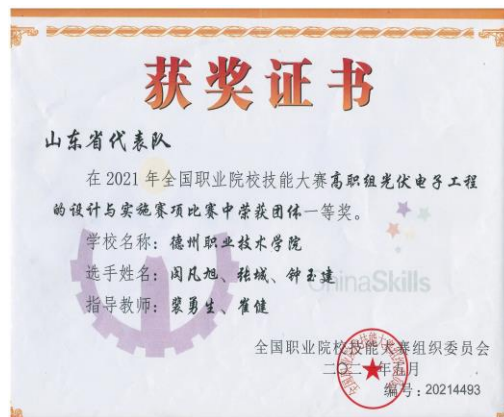 获奖证书
山东省代表队
在2021年全国职业院校技能大赛高职组光伏电子工程
的设计与实施赛项比赛中荣获团体一等奖。
学校名称：德州职业技术学院
选手姓名：闵凡旭、张城、钟玉建
指导教师：裴勇生、崔健
ChinaSkills
全国职业院校技能大赛组织委员会
二〇二一年五月
编号：20214493